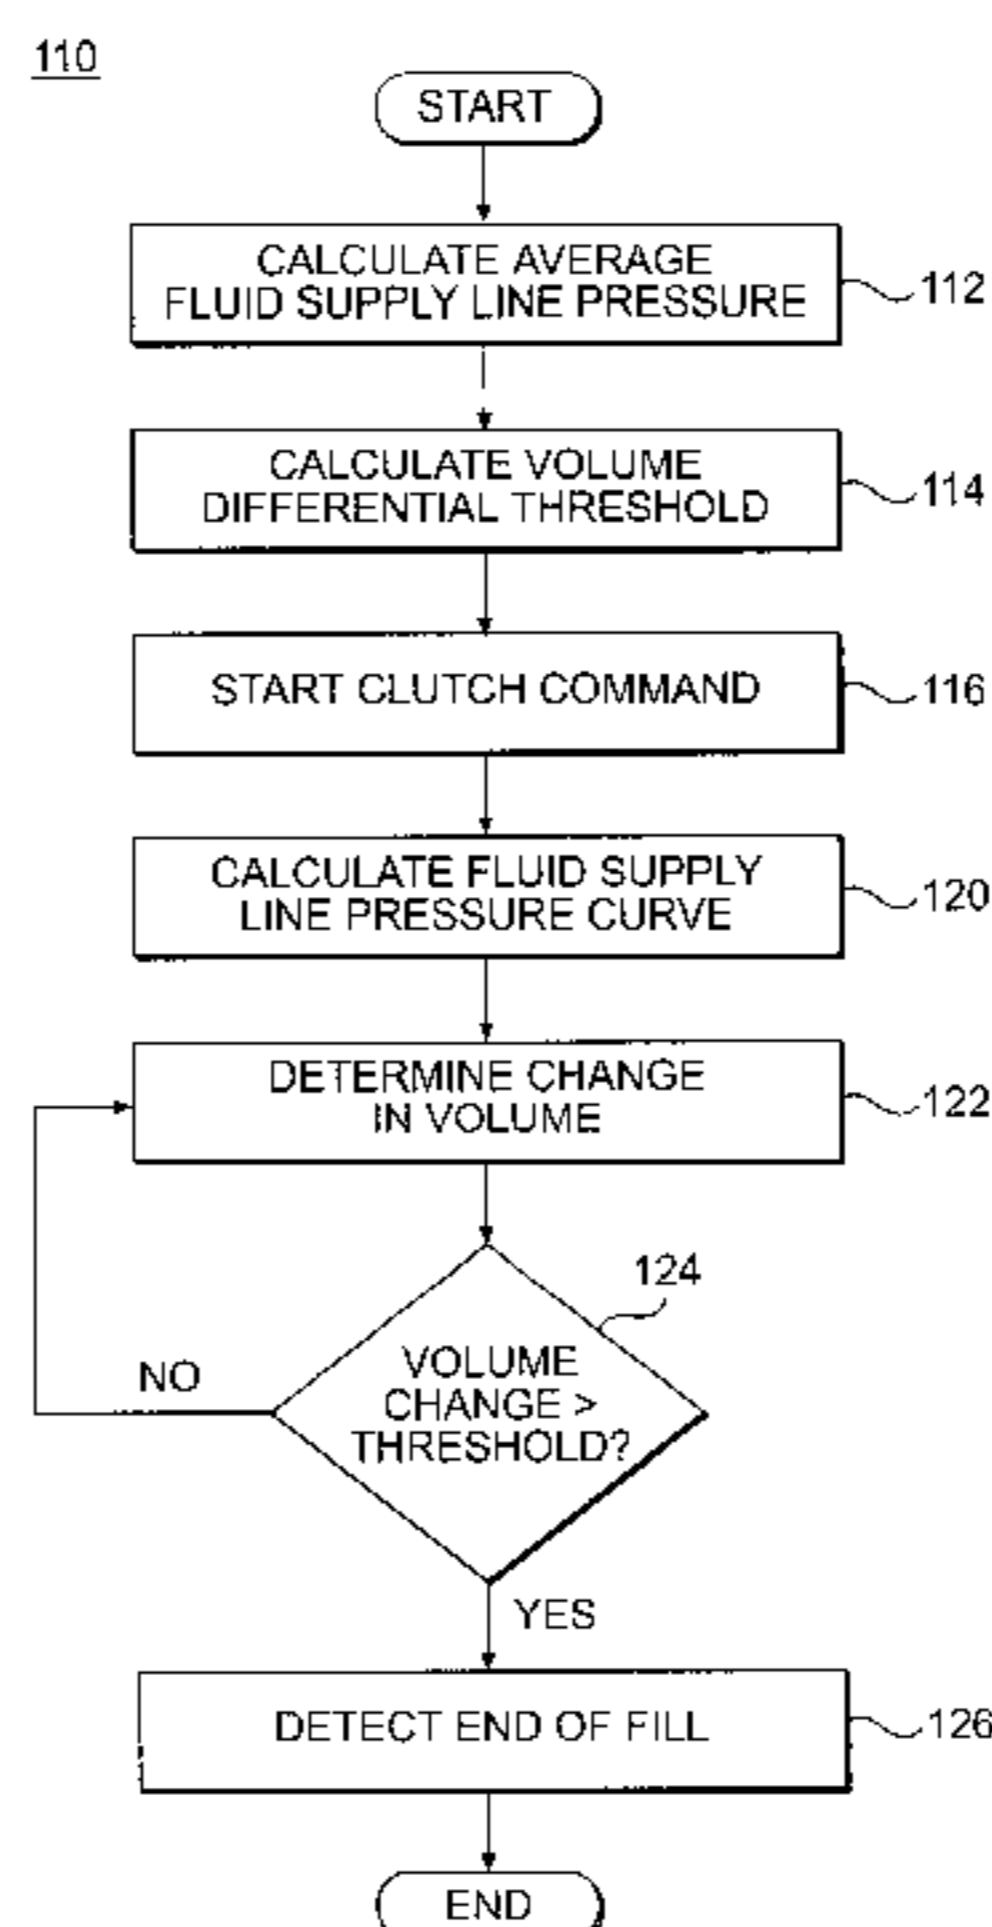 110
START
CALCULATE AVERAGE
FLUID SUPPLY LINE PRESSURE
112
CALCULATE VOLUME
DIFFERENTIAL THRESHOLD
114
START CLUTCH COMMAND
116
CALCULATE FLUID SUPPLY
LINE PRESSURE CURVE
120
DETERMINE CHANGE
IN VOLUME
122
124
VOLUME
CHANGE >
THRESHOLD?
NO
YES
DETECT END OF FILL
126
END